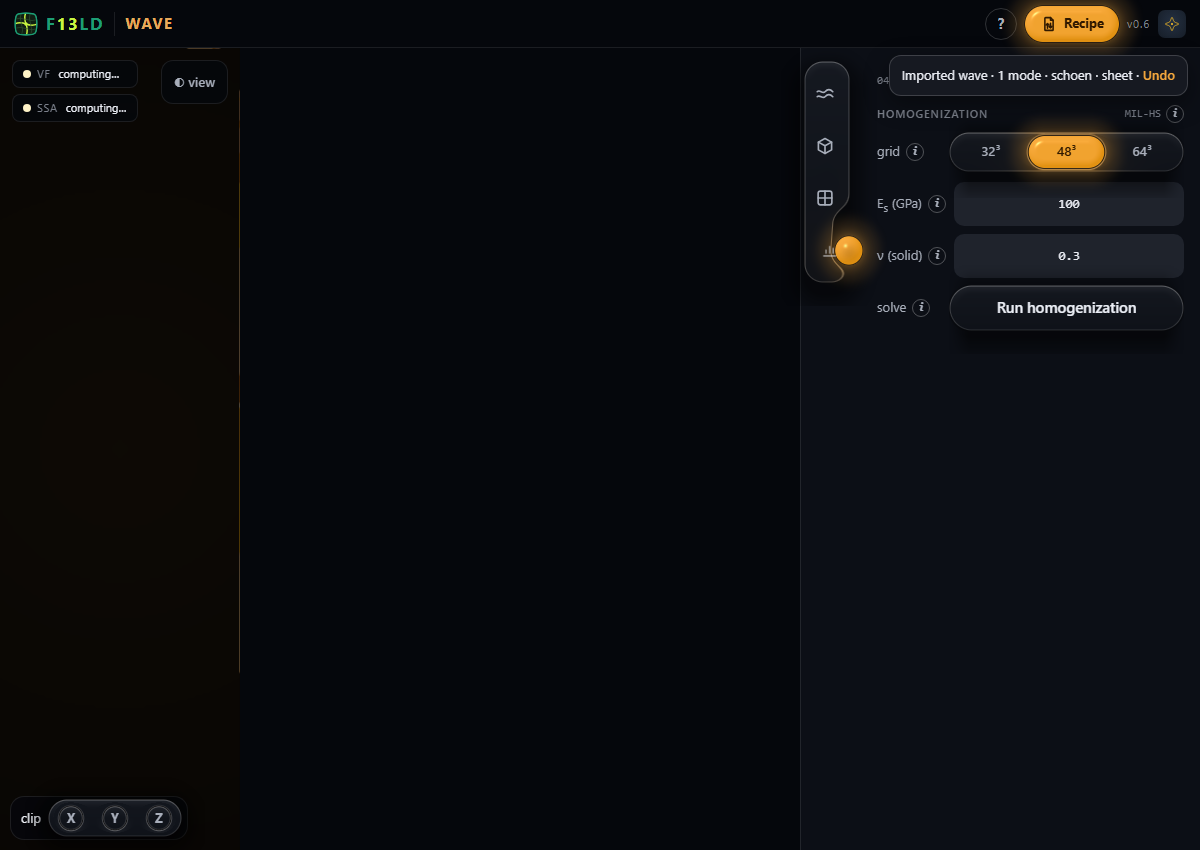 F13LD WAVE
?
Recipe
v0.6
VF computing...
SSA computing...
view
04
Imported wave · 1 mode · schoen · sheet · Undo
HOMOGENIZATION
MIL-HS i
grid i
32³
48³
64³
Es (GPa) i
100
ν (solid) i
0.3
solve i
Run homogenization
clip
X
Y
Z